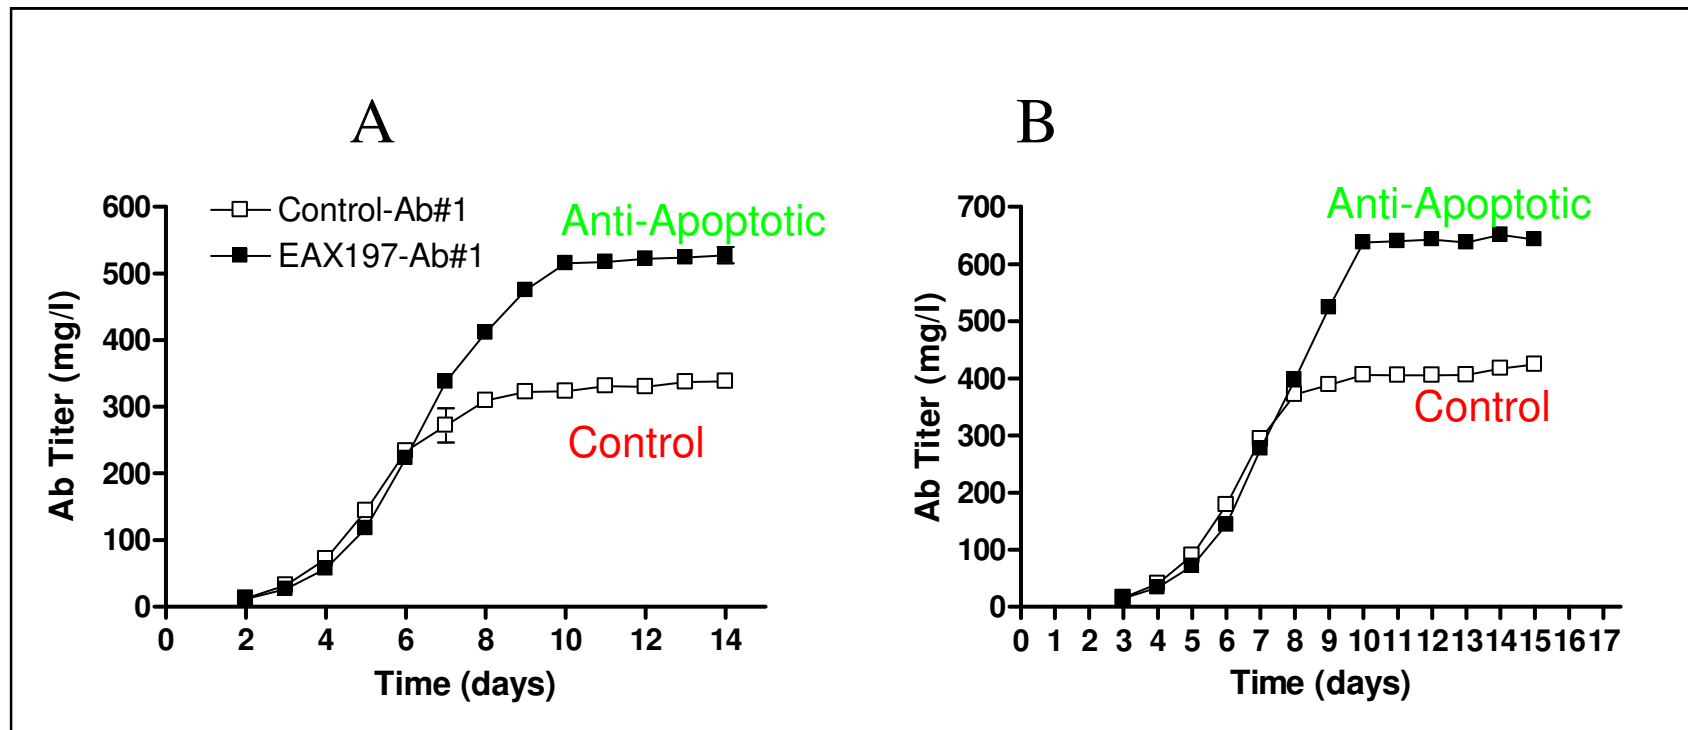 A
600
500
400
300
200
100
0
Ab Titer (mg/l)
Control-Ab#1
EAX197-Ab#1
Anti-Apoptotic
Control
0 2 4 6 8 10 12 14
Time (days)
B
700
600
500
400
300
200
100
0
Ab Titer (mg/l)
Anti-Apoptotic
Control
0 1 2 3 4 5 6 7 8 9 10 11 12 13 14 15 16 17
Time (days)